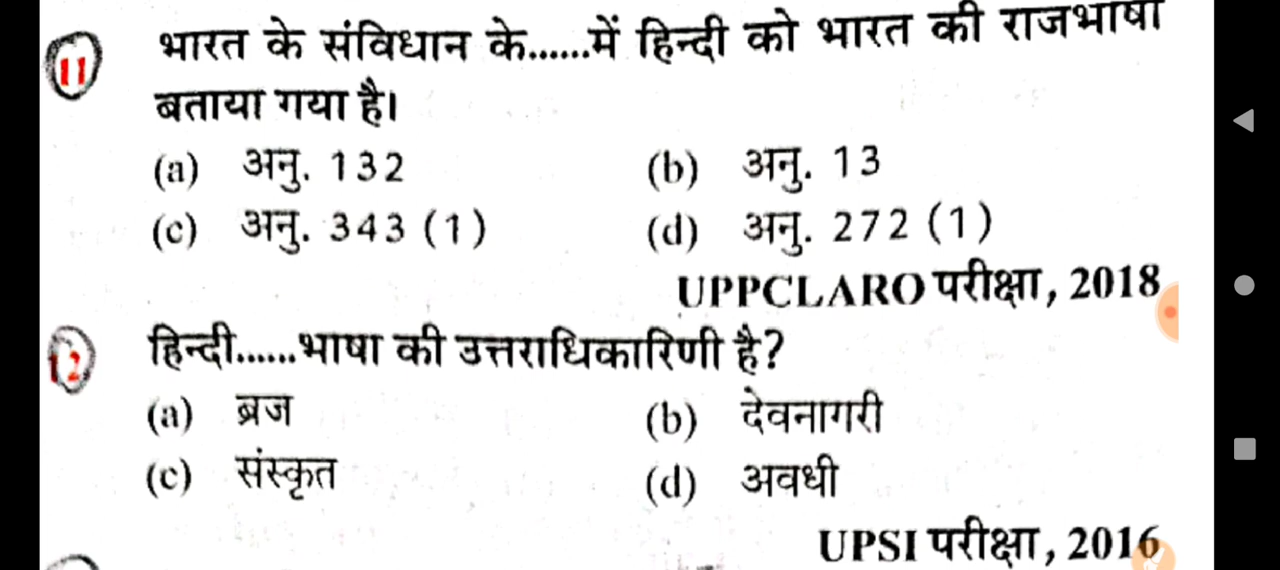 11 भारत के संविधान के......में हिन्दी को भारत की राजभाषा
बताया गया है।
(a) अनु. 132 (b) अनु. 13
(c) अनु. 343 (1) (d) अनु. 272 (1)
UPPCLARO परीक्षा, 2018
12 हिन्दी......भाषा की उत्तराधिकारिणी है?
(a) ब्रज (b) देवनागरी
(c) संस्कृत (d) अवधी
UPSI परीक्षा, 2016